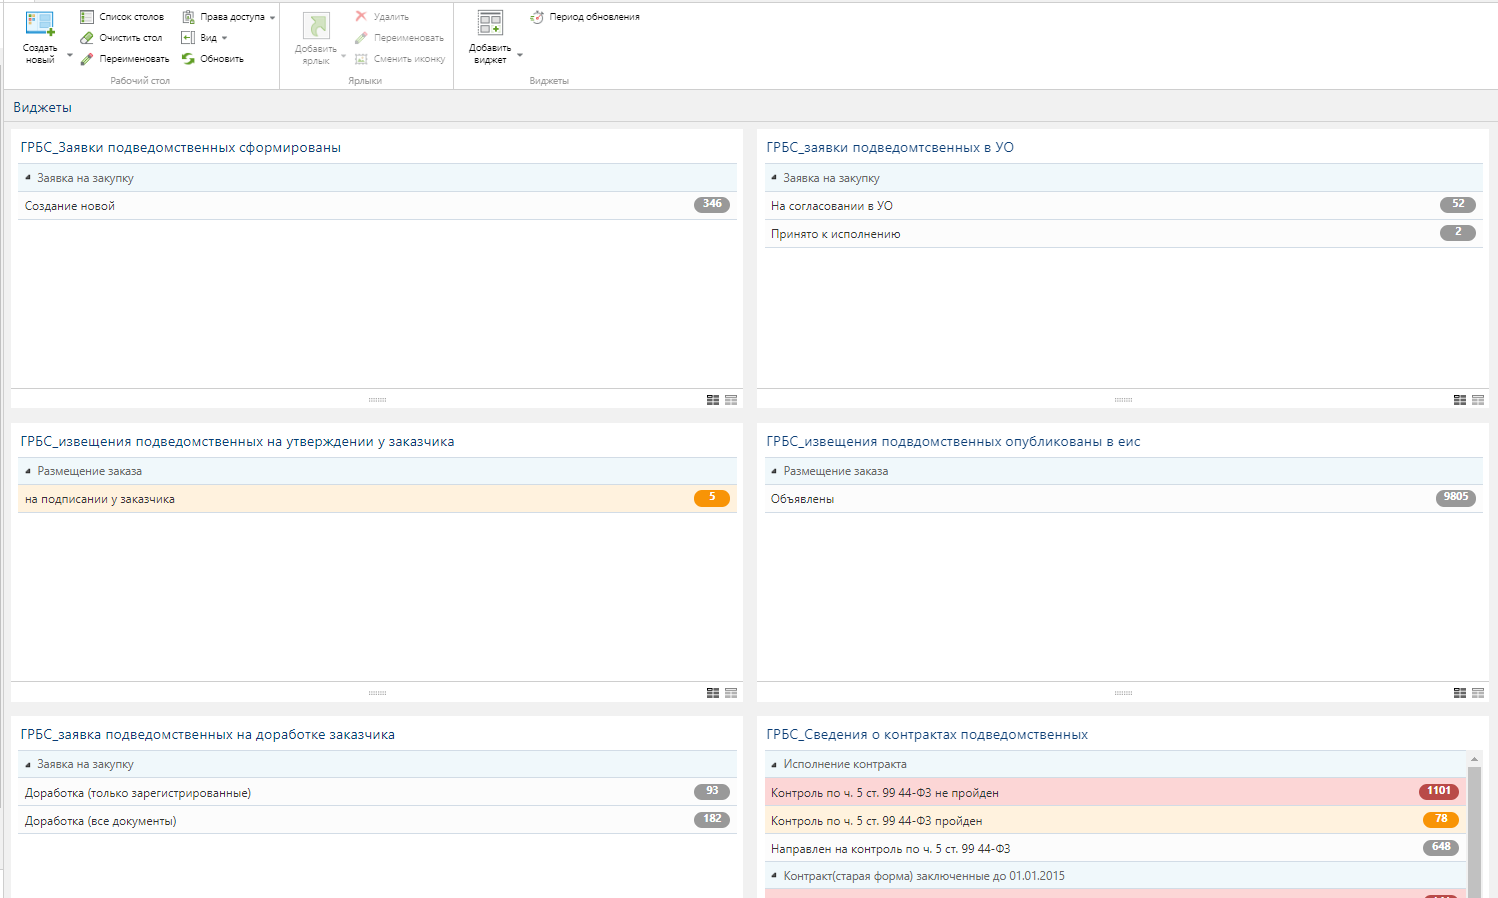 Создать новый
Список столов
Очистить стол
Переименовать
Права доступа
Вид
Обновить
Рабочий стол
Добавить ярлык
Удалить
Переименовать
Сменить иконку
Ярлыки
Добавить виджет
Период обновления
Виджеты
Виджеты
ГРБС_Заявки подведомственных сформированы
Заявка на закупку
Создание новой 346
ГРБС_заявки подведомтсвенных в УО
Заявка на закупку
На согласовании в УО 52
Принято к исполнению 2
ГРБС_извещения подведомственных на утверждении у заказчика
Размещение заказа
на подписании у заказчика 5
ГРБС_извещения подвдомственных опубликованы в еис
Размещение заказа
Объявлены 9805
ГРБС_заявка подведомственных на доработке заказчика
Заявка на закупку
Доработка (только зарегистрированные) 93
Доработка (все документы) 182
ГРБС_Сведения о контрактах подведомственных
Исполнение контракта
Контроль по ч. 5 ст. 99 44-ФЗ не пройден 1101
Контроль по ч. 5 ст. 99 44-ФЗ пройден 78
Направлен на контроль по ч. 5 ст. 99 44-ФЗ 648
Контракт(старая форма) заключенные до 01.01.2015